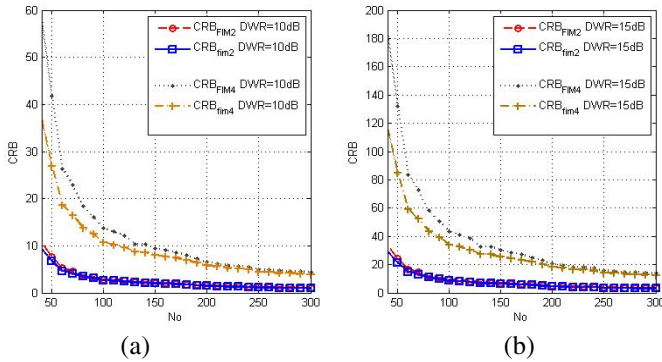 60
50
40
30
20
10
0
CRB
50
100
150
200
250
300
No
CRB_FIM2 DWR=10dB
CRB_fim2 DWR=10dB
CRB_FIM4 DWR=10dB
CRB_fim4 DWR=10dB
(a)
200
180
160
140
120
100
80
60
40
20
0
CRB
50
100
150
200
250
300
No
CRB_FIM2 DWR=15dB
CRB_fim2 DWR=15dB
CRB_FIM4 DWR=15dB
CRB_fim4 DWR=15dB
(b)